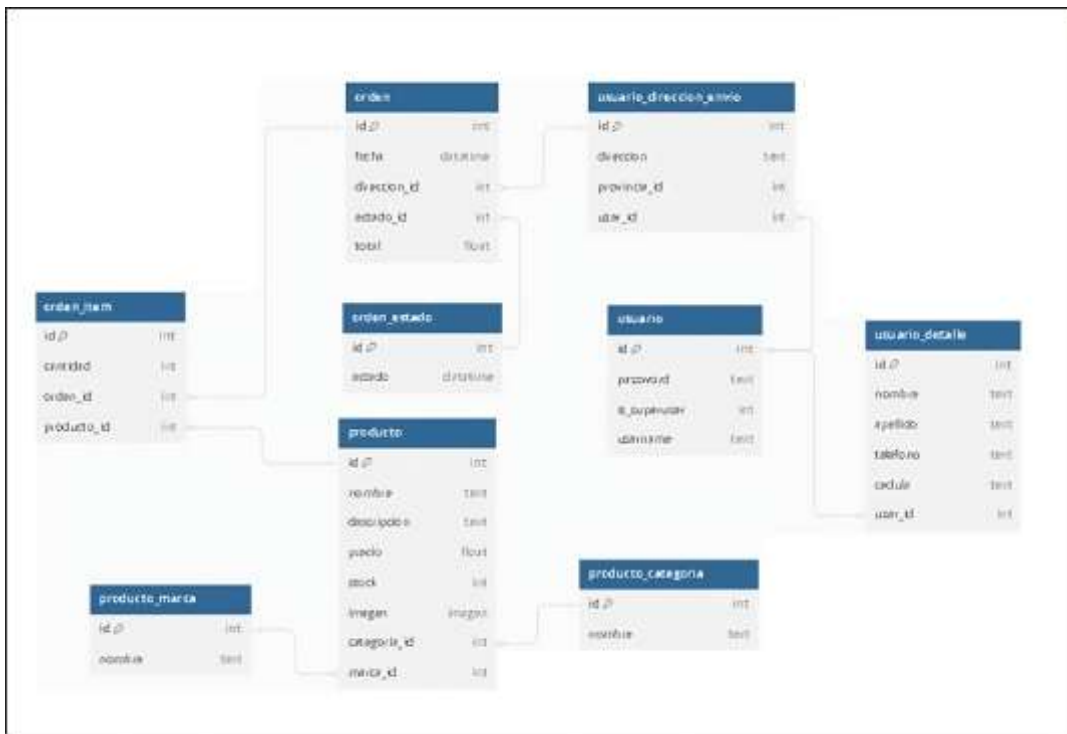 orden
id int
fecha datetime
direccion_id int
estado_id int
total float
usuario_direccion_envio
id int
direccion text
provincia_id int
user_id int
orden_item
id int
cantidad int
orden_id int
producto_id int
orden_estado
id int
estado datetime
usuario
id int
password text
is_superuser int
username text
usuario_detalle
id int
nombre text
apellido text
telefono text
cedula text
user_id int
producto
id int
nombre text
descripcion text
precio float
stock int
imagen imagen
categoria_id int
marca_id int
producto_marca
id int
nombre text
producto_categoria
id int
nombre text